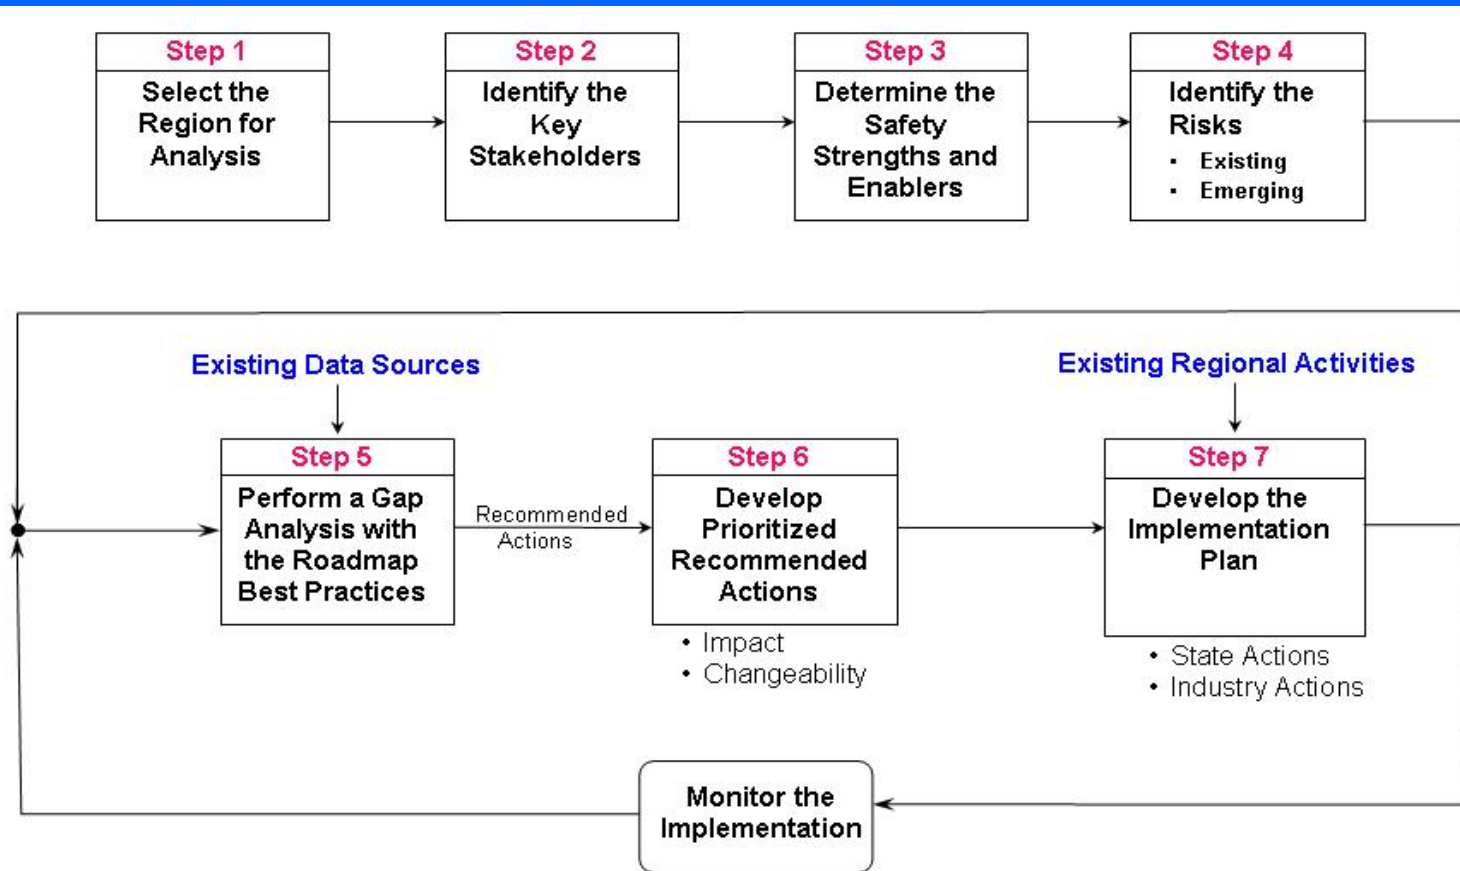 Step 1
Select the
Region for
Analysis
Step 2
Identify the
Key
Stakeholders
Step 3
Determine the
Safety
Strengths and
Enablers
Step 4
Identify the
Risks
▪ Existing
▪ Emerging
Existing Data Sources
Existing Regional Activities
Step 5
Perform a Gap
Analysis with
the Roadmap
Best Practices
Recommended
Actions
Step 6
Develop
Prioritized
Recommended
Actions
• Impact
• Changeability
Step 7
Develop the
Implementation
Plan
• State Actions
• Industry Actions
Monitor the
Implementation